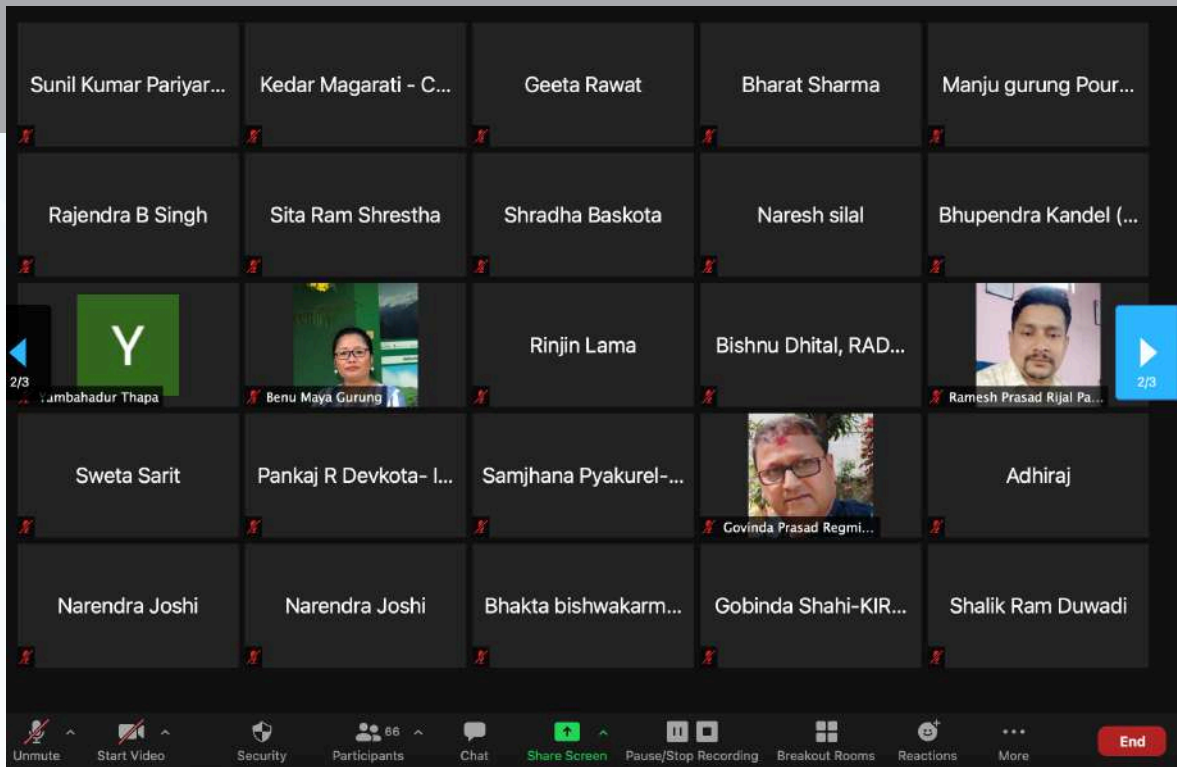 Sunil Kumar Pariyar...
Kedar Magarati - C...
Geeta Rawat
Bharat Sharma
Manju gurung Pour...
Rajendra B Singh
Sita Ram Shrestha
Shradha Baskota
Naresh silal
Bhupendra Kandel (...
Y
2/3
Benu Maya Gurung
Rinjin Lama
Bishnu Dhital, RAD...
2/3
Thapa
Ramesh Prasad Rijal Pa...
Sweta Sarit
Pankaj R Devkota- I...
Samjhana Pyakurel-...
Govinda Prasad Regmi...
Adhiraj
Narendra Joshi
Narendra Joshi
Bhakta bishwakarm...
Gobinda Shahi-KIR...
Shalik Ram Duwadi
Unmute
Start Video
Security
66
Participants
Chat
Share Screen
Pause/Stop Recording
Breakout Rooms
Reactions
More
End